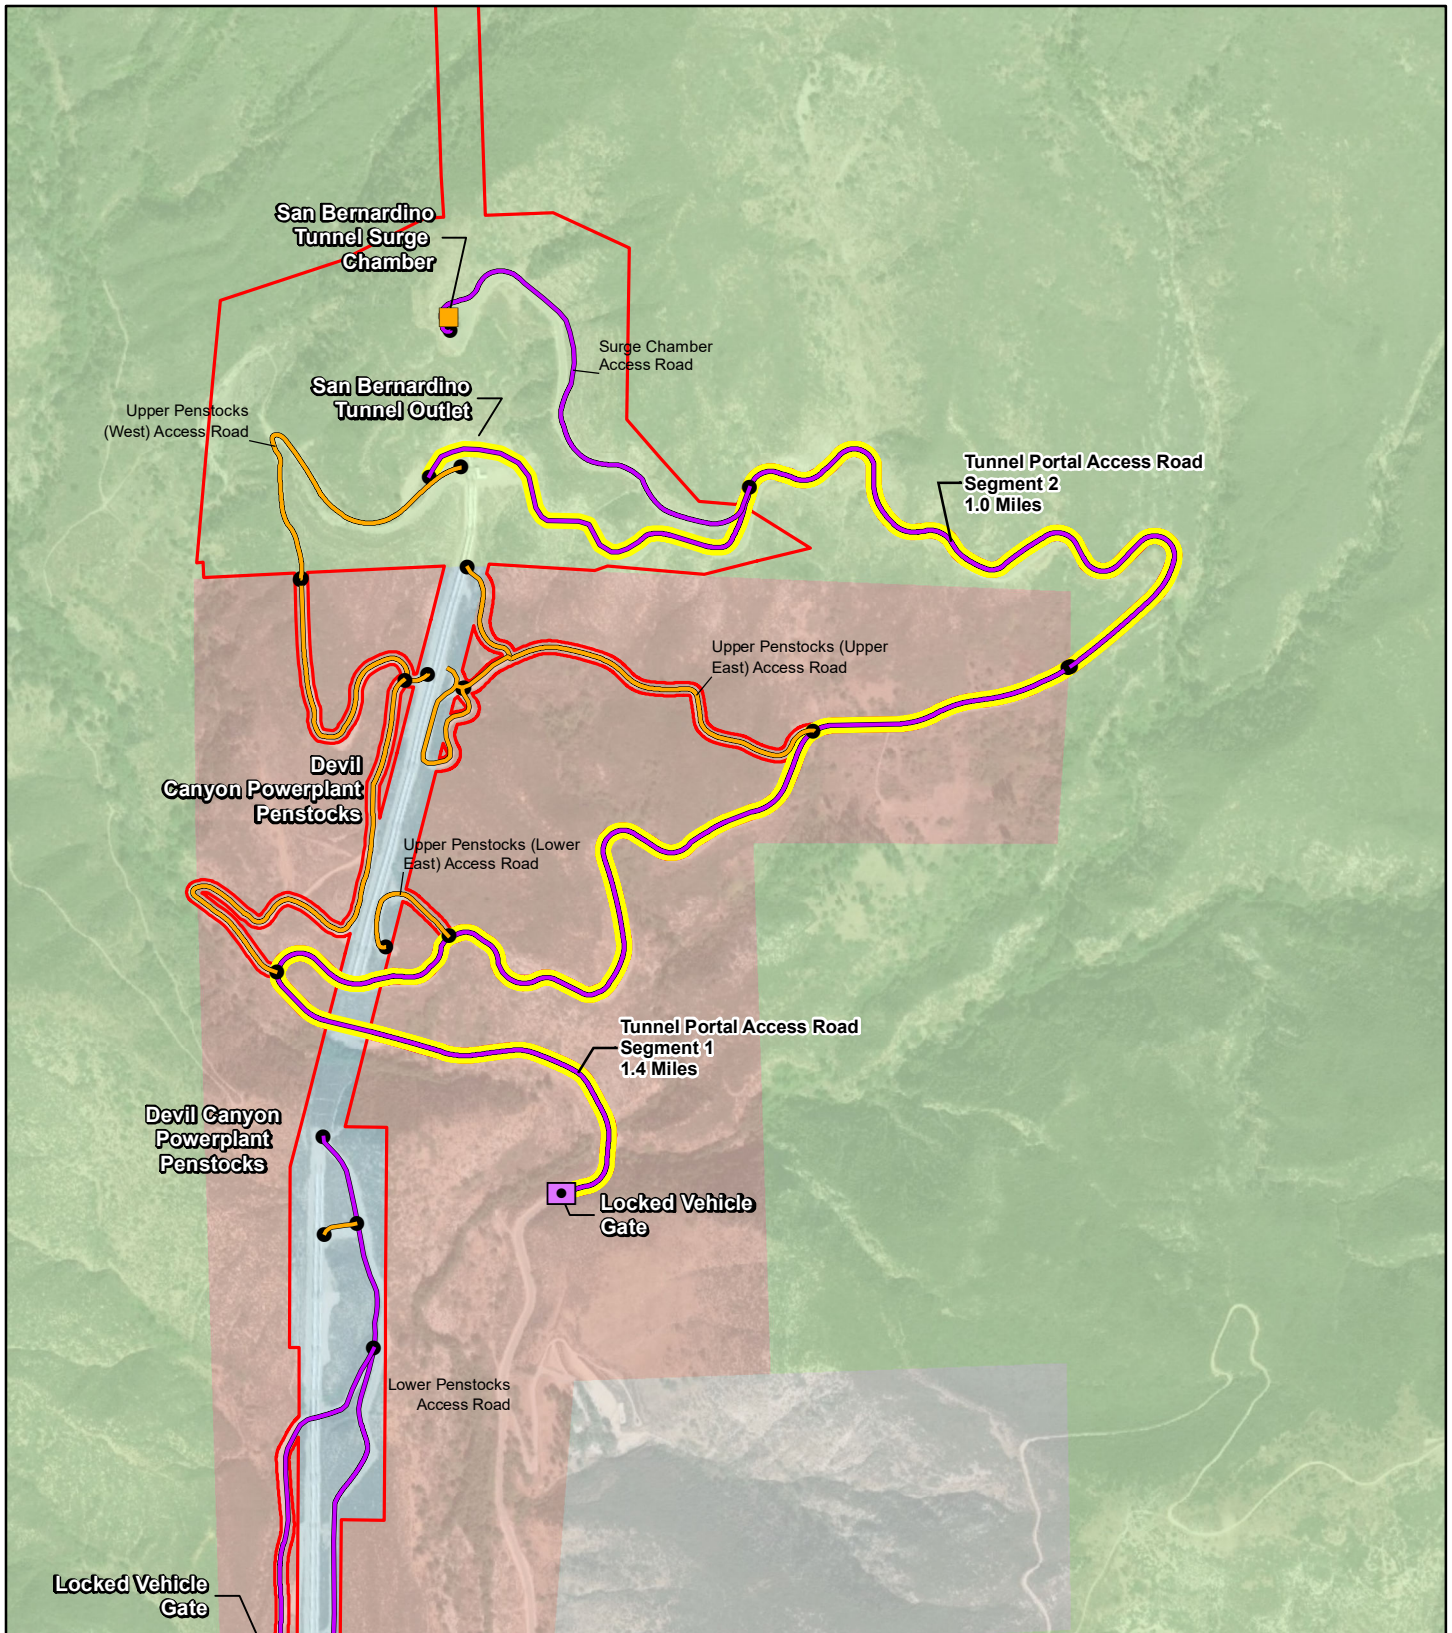 San Bernardino
Tunnel Surge
Chamber
Surge Chamber
Access Road
San Bernardino
Tunnel Outlet
Upper Penstocks
(West) Access Road
Tunnel Portal Access Road
Segment 2
1.0 Miles
Upper Penstocks (Upper
East) Access Road
Devil
Canyon Powerplant
Penstocks
Upper Penstocks (Lower
East) Access Road
Tunnel Portal Access Road
Segment 1
1.4 Miles
Devil Canyon
Powerplant
Penstocks
Locked Vehicle
Gate
Lower Penstocks
Access Road
Locked Vehicle
Gate